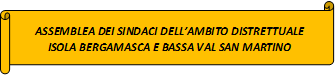 ASSEMBLEA DEI SINDACI DELL’AMBITO DISTRETTUALE
ISOLA BERGAMASCA E BASSA VAL SAN MARTINO